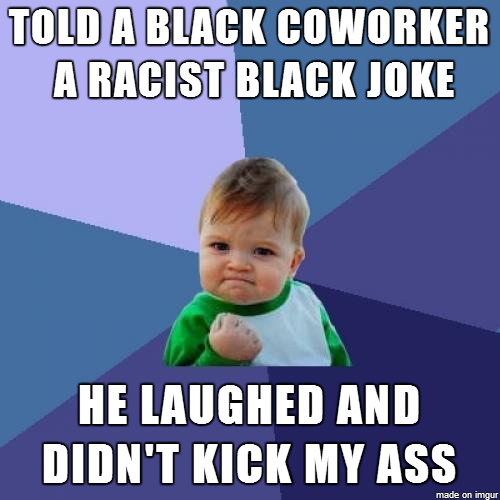 TOLD A BLACK COWORKER
A RACIST BLACK JOKE
HE LAUGHED AND
DIDN'T KICK MY ASS
made on imgur